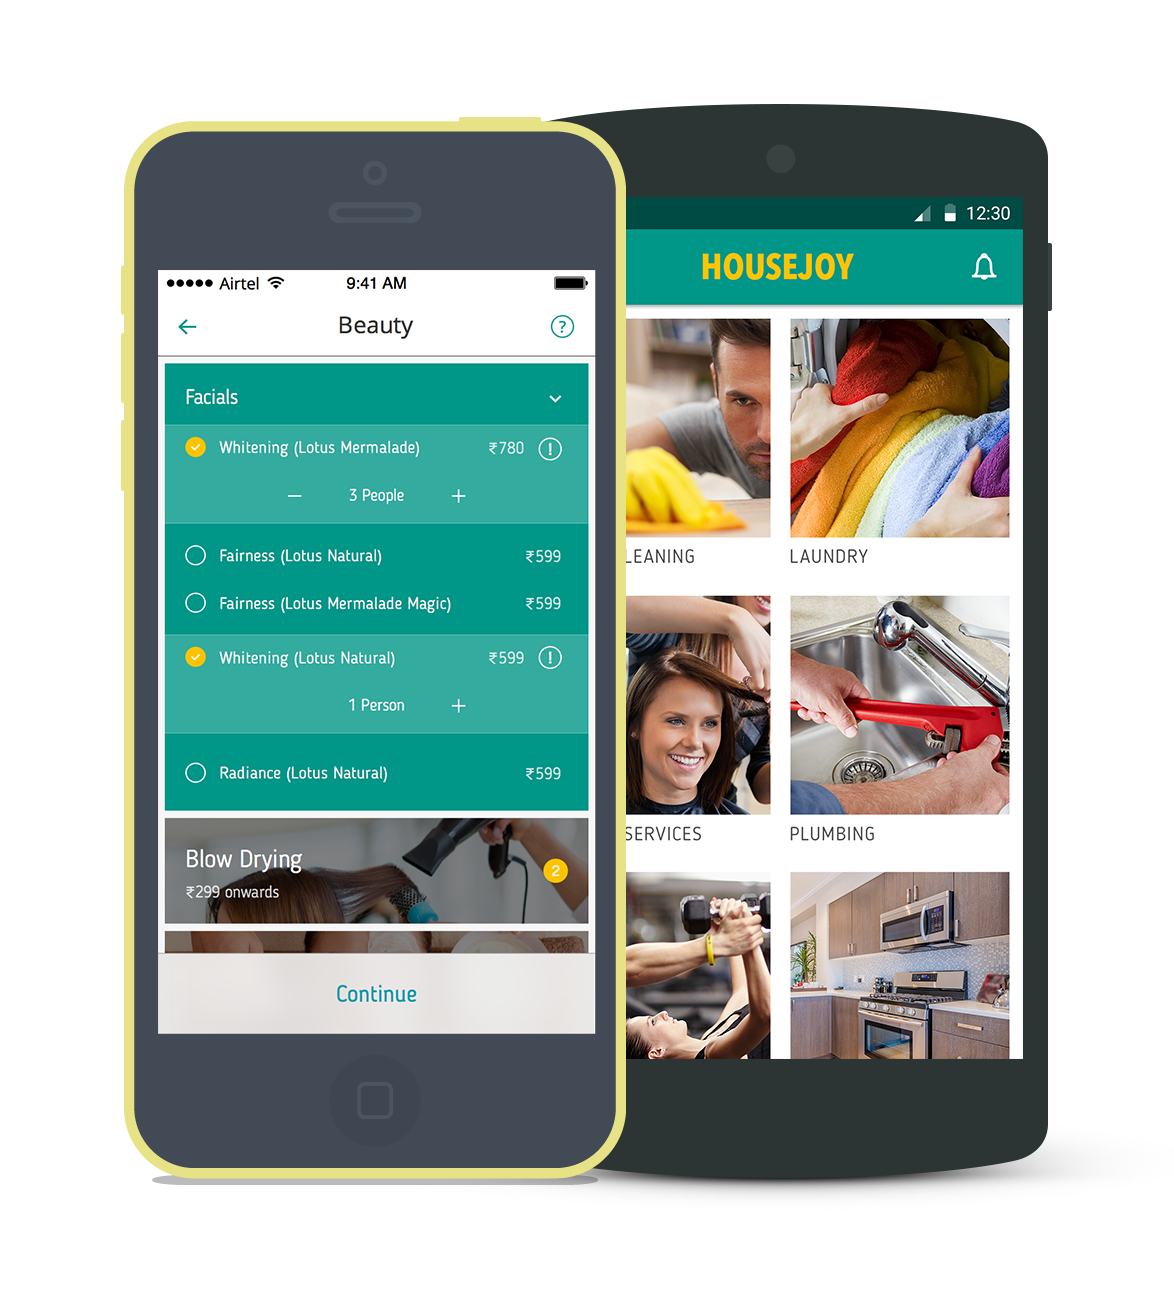 Airtel 9:41 AM
Beauty
?
Facials
Whitening (Lotus Mermalade) ₹780 !
− 3 People +
Fairness (Lotus Natural) ₹599
Fairness (Lotus Mermalade Magic) ₹599
Whitening (Lotus Natural) ₹599 !
1 Person +
Radiance (Lotus Natural) ₹599
Blow Drying
₹299 onwards
2
Continue
12:30
HOUSEJOY
LEANING LAUNDRY
SERVICES PLUMBING